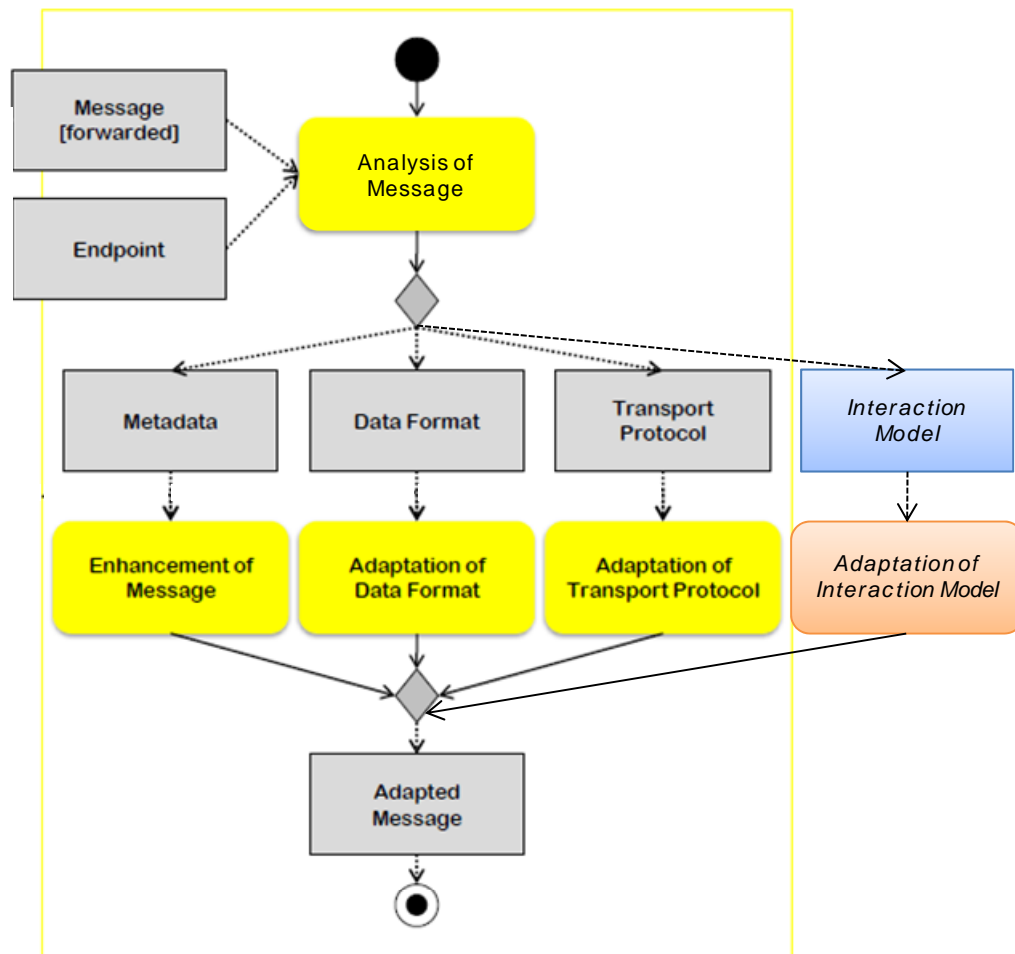 Message
[forwarded]
Analysis of
Message
Endpoint
Metadata
Data Format
Transport
Protocol
Interaction
Model
Enhancement of
Message
Adaptation of
Data Format
Adaptation of
Transport Protocol
Adaptation of
Interaction Model
Adapted
Message